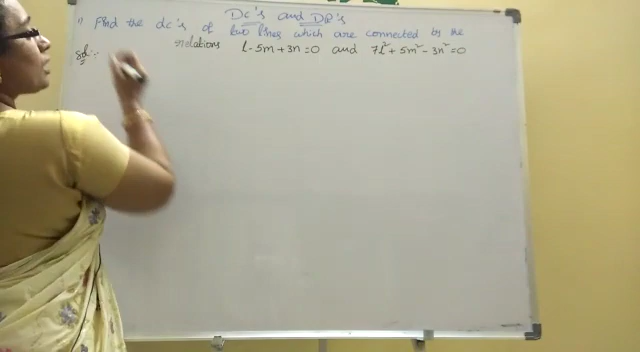 Dc's and DR's
1) Find the dc's of two lines which are connected by the
relations l-5m+3n=0 and 7l²+5m²-3n²=0
Sol:-